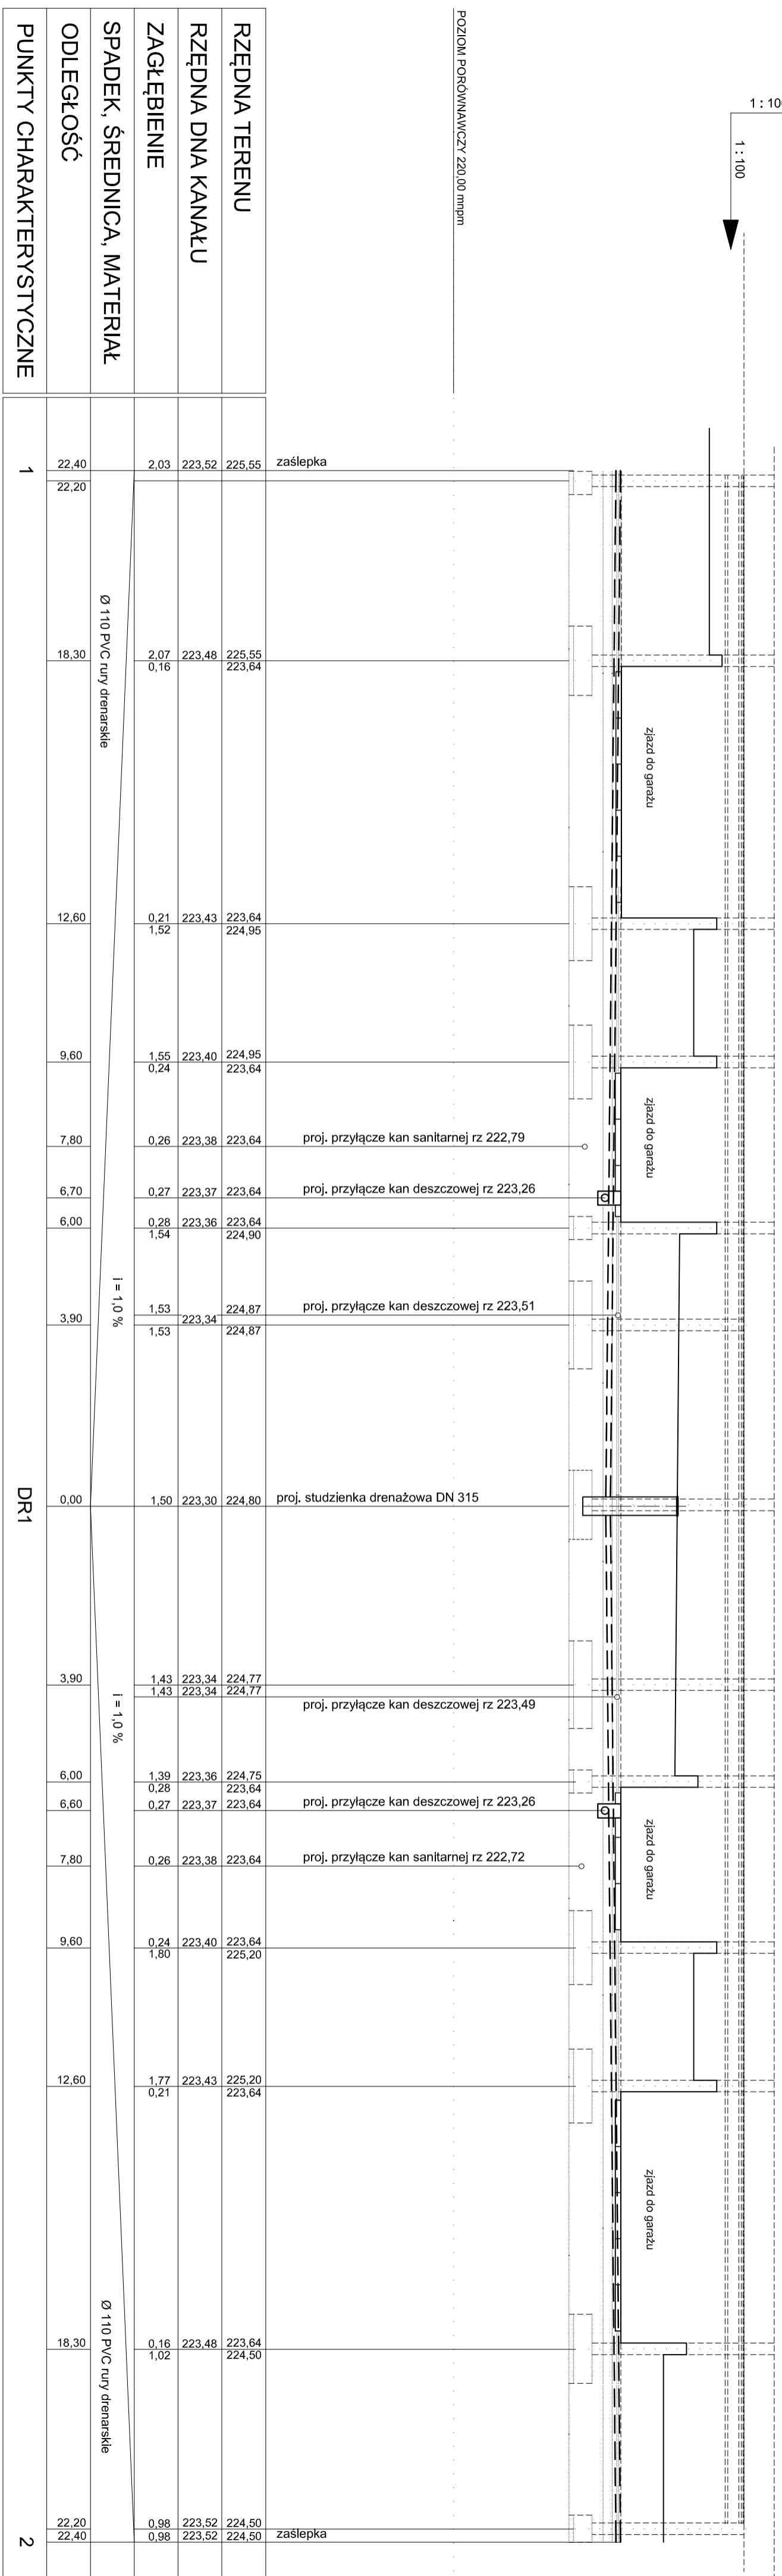 1 : 10
1 : 100
POZIOM PORÓWNAWCZY 220,00 mnpm
RZĘDNA TERENU
RZĘDNA DNA KANAŁU
ZAGŁĘBIENIE
SPADEK, ŚREDNICA, MATERIAŁ
ODLEGŁOŚĆ
PUNKTY CHARAKTERYSTYCZNE
1
22,40 2,03 223,52 225,55 zaślepka
22,20
Ø 110 PVC rury drenarskie
18,30 2,07 223,48 225,55
0,16 223,64
zjazd do garażu
12,60 0,21 223,43 223,64
1,52 224,95
9,60 1,55 223,40 224,95
0,24 223,64
zjazd do garażu
7,80 0,26 223,38 223,64 proj. przyłącze kan sanitarnej rz 222,79
6,70 0,27 223,37 223,64 proj. przyłącze kan deszczowej rz 223,26
6,00 0,28 223,36 223,64
1,54 224,90
i = 1,0 %
1,53 224,87 proj. przyłącze kan deszczowej rz 223,51
3,90 223,34
1,53 224,87
DR1
0,00 1,50 223,30 224,80 proj. studzienka drenażowa DN 315
3,90 1,43 223,34 224,77
1,43 223,34 224,77
proj. przyłącze kan deszczowej rz 223,49
i = 1,0 %
6,00 1,39 223,36 224,75
0,28 223,64
6,60 0,27 223,37 223,64 proj. przyłącze kan deszczowej rz 223,26
7,80 0,26 223,38 223,64 proj. przyłącze kan sanitarnej rz 222,72
zjazd do garażu
9,60 0,24 223,40 223,64
1,80 225,20
12,60 1,77 223,43 225,20
0,21 223,64
zjazd do garażu
18,30 0,16 223,48 223,64
1,02 224,50
Ø 110 PVC rury drenarskie
22,20 0,98 223,52 224,50
22,40 0,98 223,52 224,50 zaślepka
2